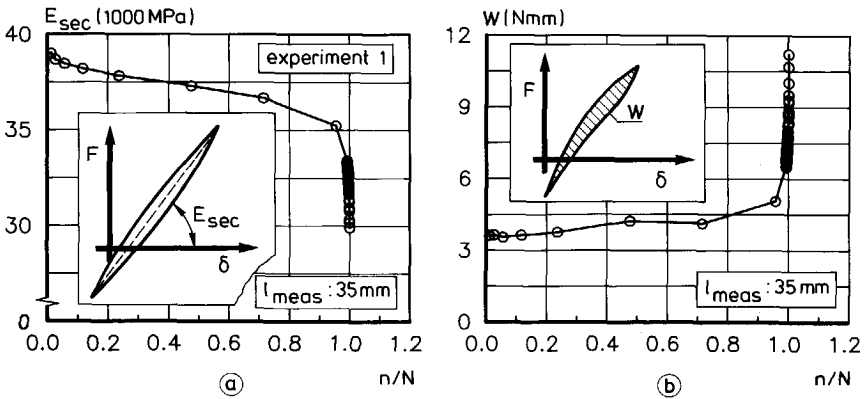 E_sec (1000 MPa)
40
35
30
0
experiment 1
F
E_sec
δ
l_meas : 35mm
0.0 0.2 0.4 0.6 0.8 1.0 1.2
n/N
a
W (Nmm)
12
9
6
3
0
F
W
δ
l_meas : 35mm
0.0 0.2 0.4 0.6 0.8 1.0 1.2
n/N
b